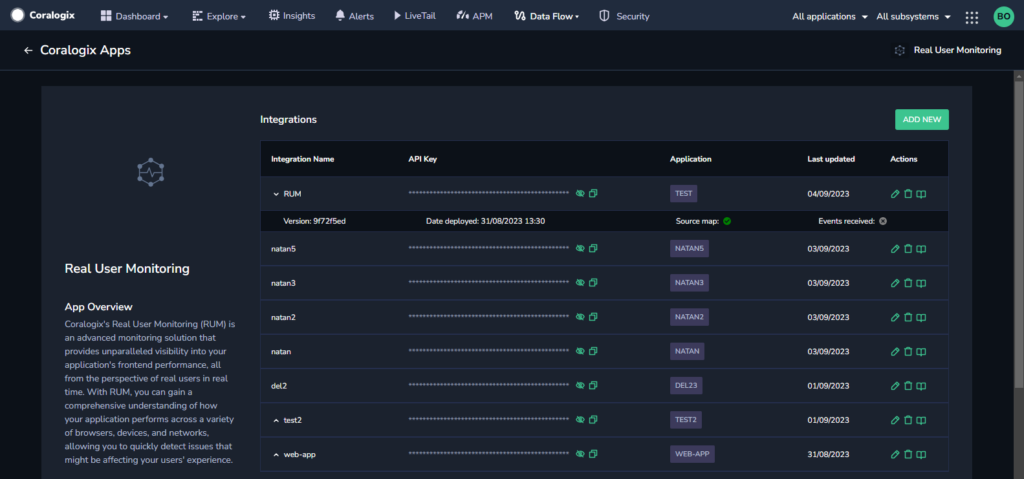 Coralogix Dashboard Explore Insights Alerts LiveTail APM Data Flow Security All applications All subsystems BO
Coralogix Apps Real User Monitoring
Integrations ADD NEW
Integration Name API Key Application Last updated Actions
RUM ********************************************** TEST 04/09/2023
Version: 9f72f5ed Date deployed: 31/08/2023 13:30 Source map: Events received:
natan5 ********************************************** NATAN5 03/09/2023
natan3 ********************************************** NATAN3 03/09/2023
natan2 ********************************************** NATAN2 03/09/2023
natan ********************************************** NATAN 03/09/2023
del2 ********************************************** DEL23 01/09/2023
test2 ********************************************** TEST2 01/09/2023
web-app ********************************************** WEB-APP 31/08/2023
Real User Monitoring
App Overview
Coralogix's Real User Monitoring (RUM) is
an advanced monitoring solution that
provides unparalleled visibility into your
application's frontend performance, all
from the perspective of real users in real
time. With RUM, you can gain a
comprehensive understanding of how
your application performs across a variety
of browsers, devices, and networks,
allowing you to quickly detect issues that
might be affecting your users' experience.